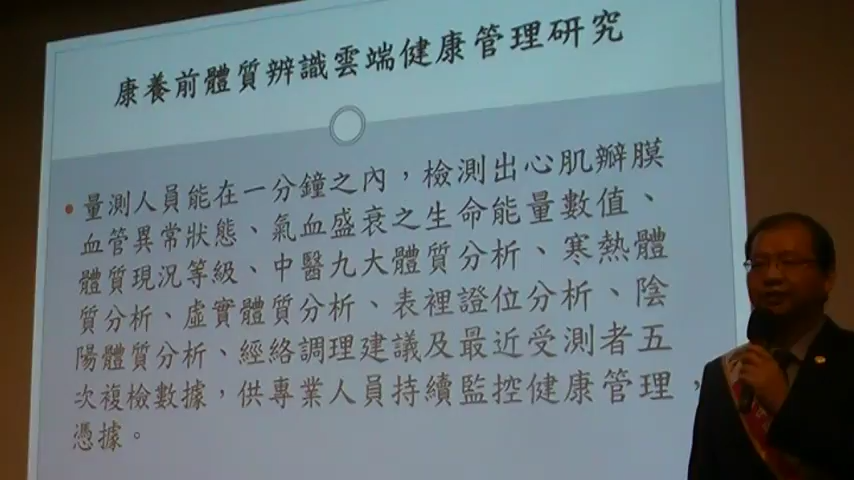 康養前體質辨識雲端健康管理研究
量測人員能在一分鐘之內，檢測出心肌瓣膜
血管異常狀態、氣血盛衰之生命能量數值、
體質現況等級、中醫九大體質分析、寒熱體
質分析、虛實體質分析、表裡證位分析、陰
陽體質分析、經絡調理建議及最近受測者五
次複檢數據，供專業人員持續監控健康管理，
憑據。